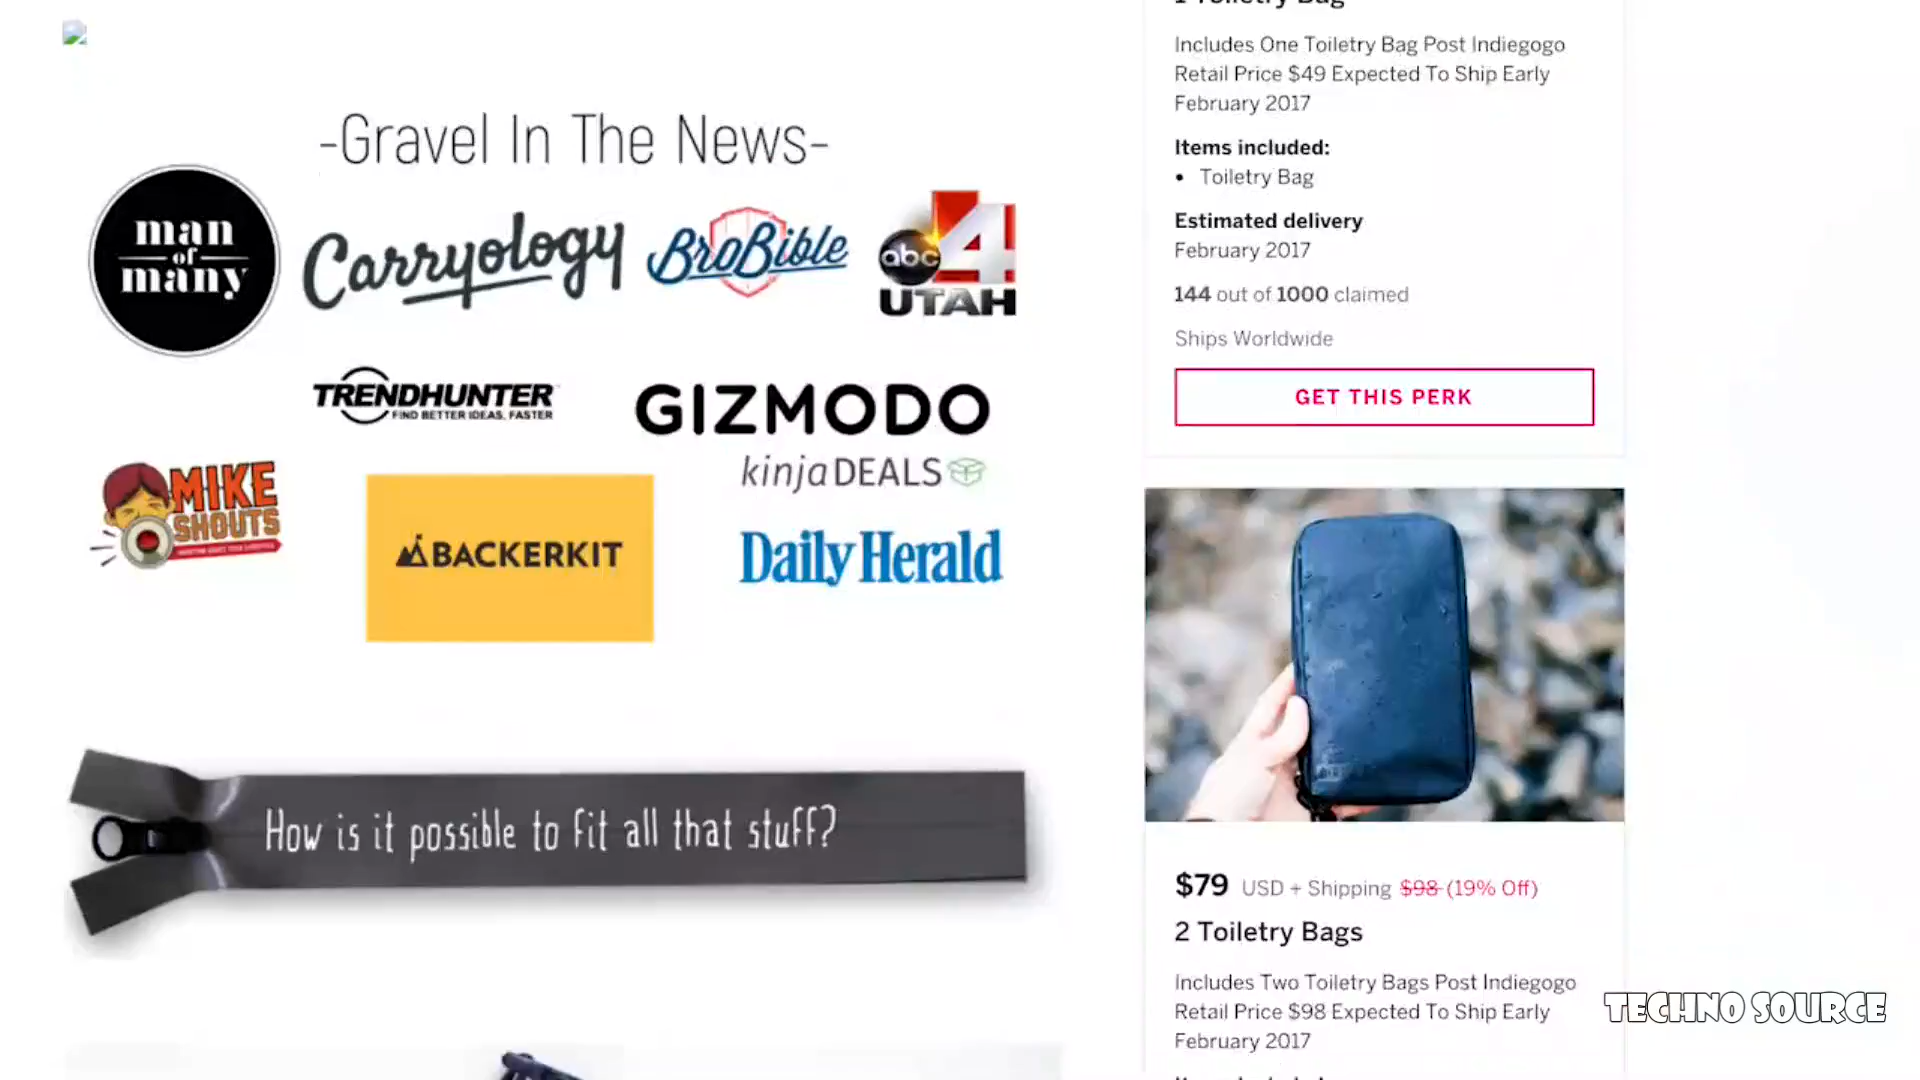 -Gravel In The News-
man
of
many
Carryology
BroBible
abc 4
UTAH
TRENDHUNTER
FIND BETTER IDEAS, FASTER
GIZMODO
kinjaDEALS
MIKE
SHOUTS
BACKERKIT
Daily Herald
How is it possible to fit all that stuff?
1 Toiletry Bag
Includes One Toiletry Bag Post Indiegogo
Retail Price $49 Expected To Ship Early
February 2017
Items included:
• Toiletry Bag
Estimated delivery
February 2017
144 out of 1000 claimed
Ships Worldwide
GET THIS PERK
$79 USD + Shipping $98 (19% Off)
2 Toiletry Bags
Includes Two Toiletry Bags Post Indiegogo
Retail Price $98 Expected To Ship Early
February 2017
TECHNO SOURCE